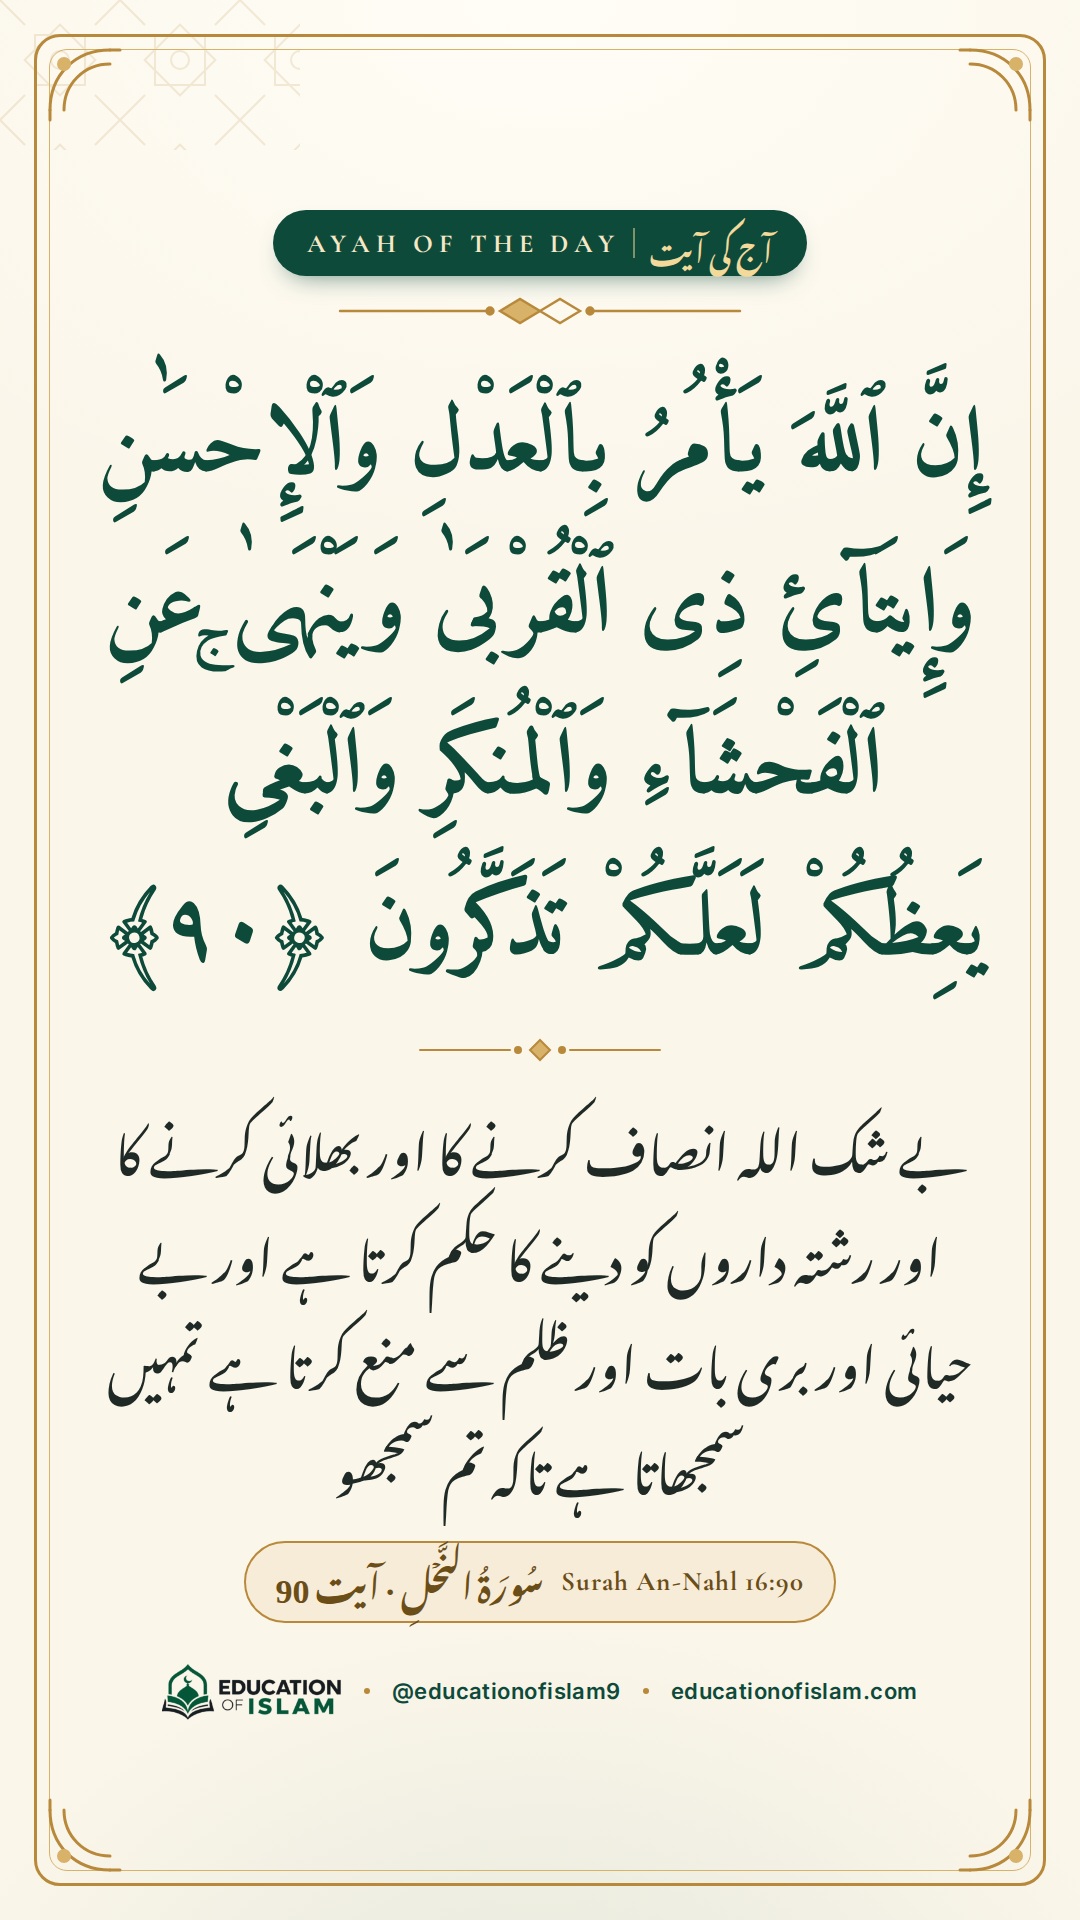 AYAH OF THE DAY | آج کی آیت
إِنَّ ٱللَّهَ يَأْمُرُ بِٱلْعَدْلِ وَٱلْإِحْسَٰنِ
وَإِيتَآئِ ذِى ٱلْقُرْبَىٰ وَيَنْهَىٰ عَنِ
ٱلْفَحْشَآءِ وَٱلْمُنكَرِ وَٱلْبَغْىِ ۚ
يَعِظُكُمْ لَعَلَّكُمْ تَذَكَّرُونَ ﴿٩٠﴾
بے شک اللہ انصاف کرنے کا اور بھلائی کرنے کا
اور رشتہ داروں کو دینے کا حکم کرتا ہے اور بے
حیائی اور بری بات اور ظلم سے منع کرتا ہے تمہیں
سمجھاتا ہے تاکہ تم سمجھو
سُورَةُ النَّحۡلِ · آیت 90 Surah An-Nahl 16:90
EDUCATION OF ISLAM • @educationofislam9 • educationofislam.com